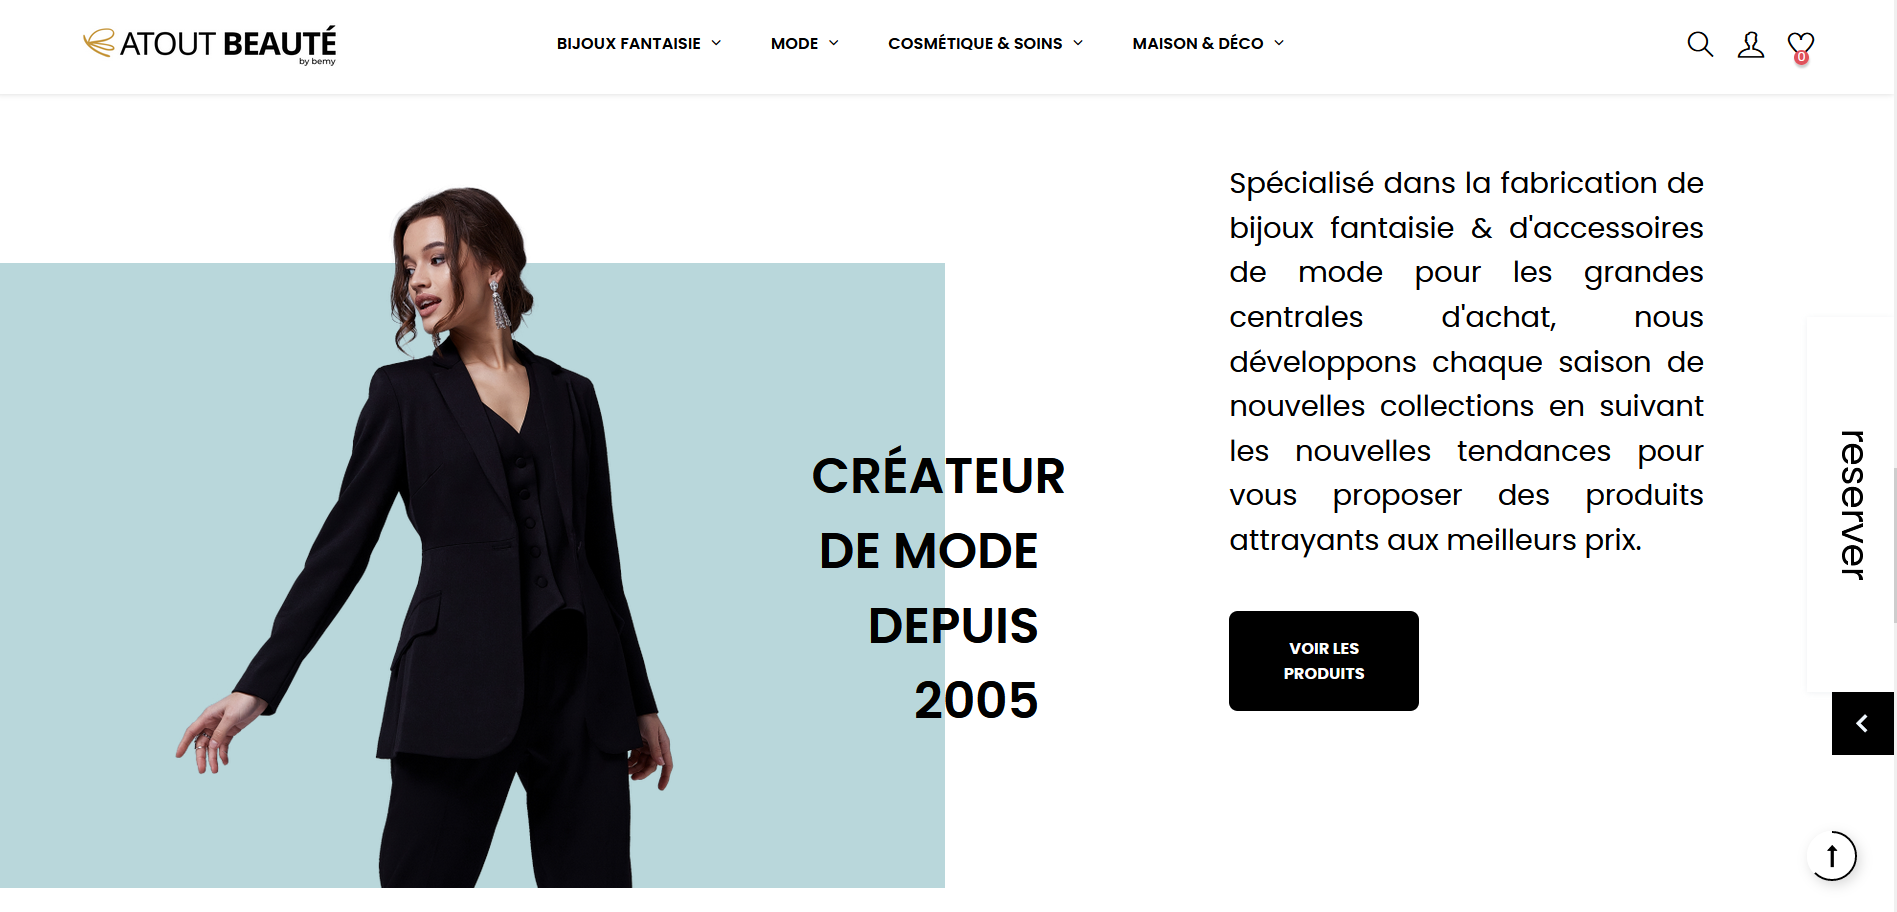 ATOUT BEAUTÉ
by bemy
BIJOUX FANTAISIE
MODE
COSMÉTIQUE & SOINS
MAISON & DÉCO
0
CRÉATEUR
DE MODE
DEPUIS
2005
Spécialisé dans la fabrication de
bijoux fantaisie & d'accessoires
de mode pour les grandes
centrales d'achat, nous
développons chaque saison de
nouvelles collections en suivant
les nouvelles tendances pour
vous proposer des produits
attrayants aux meilleurs prix.
VOIR LES
PRODUITS
reserver